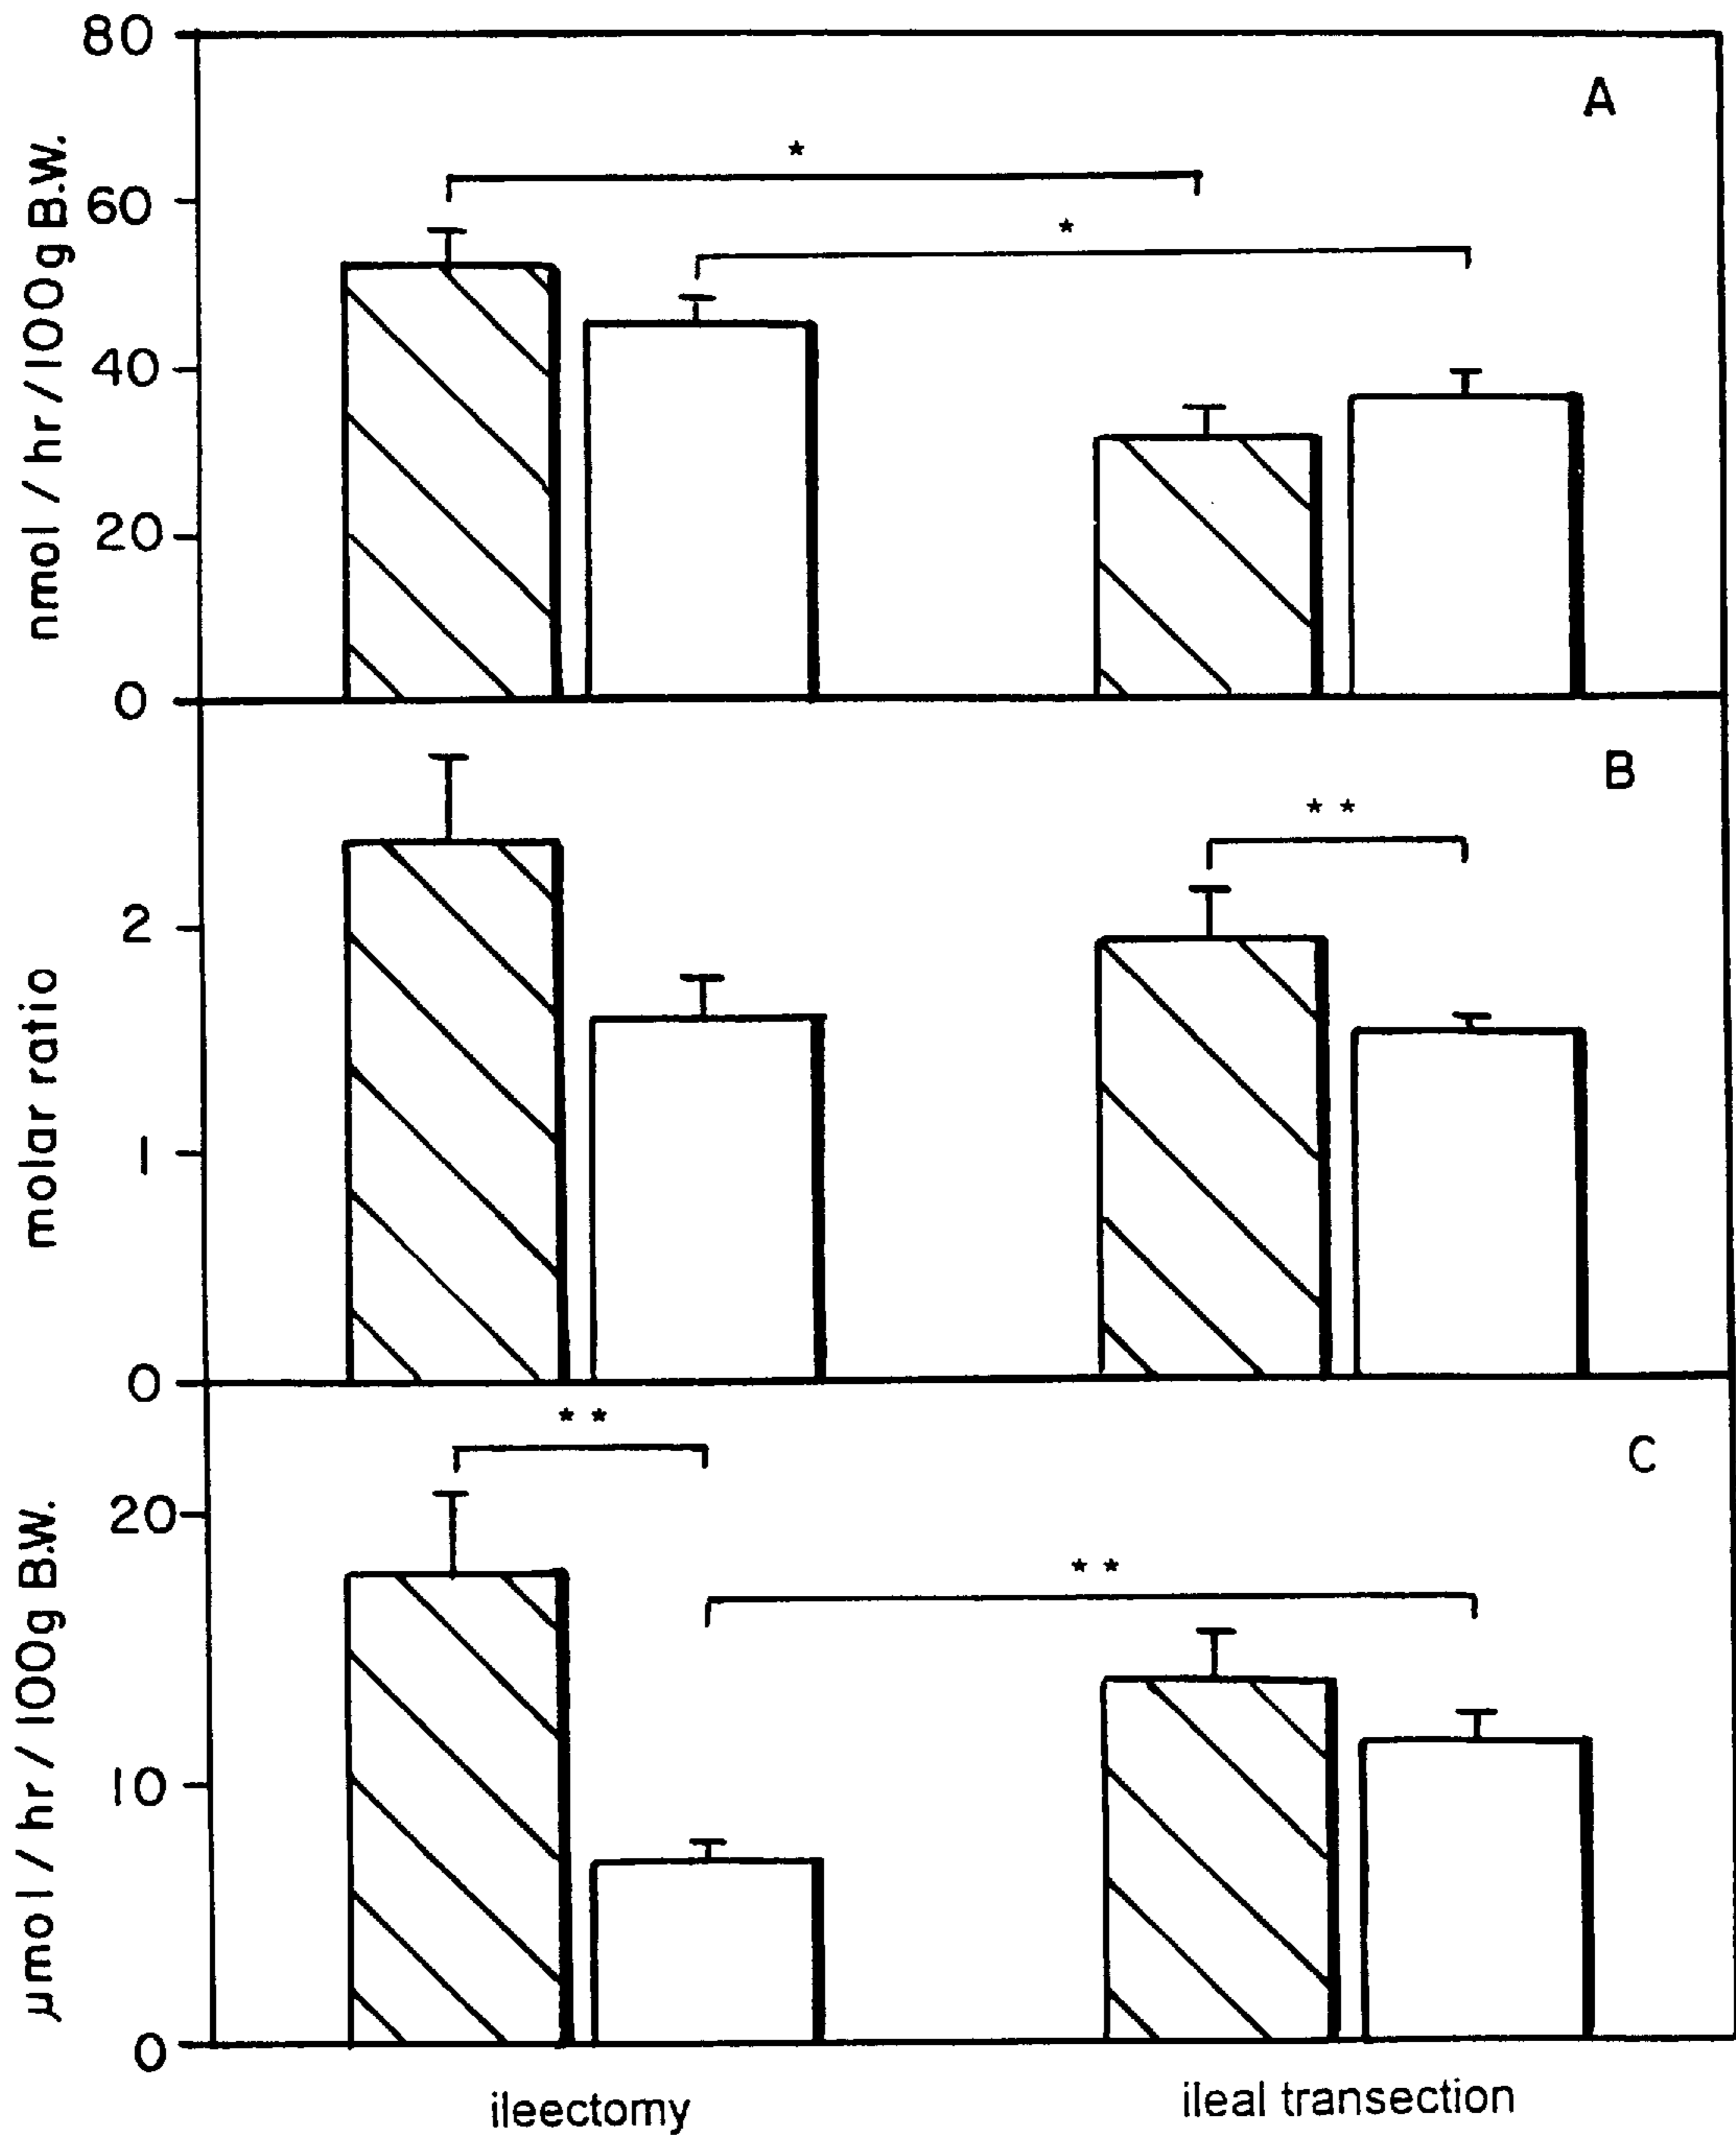 80
A
*
60
*
40
20
0
nmol / hr / 100g B.W.
B
**
2
1
0
molar ratio
**
C
20
**
10
0
µmol / hr / 100g B.W.
ileectomy
ileal transection